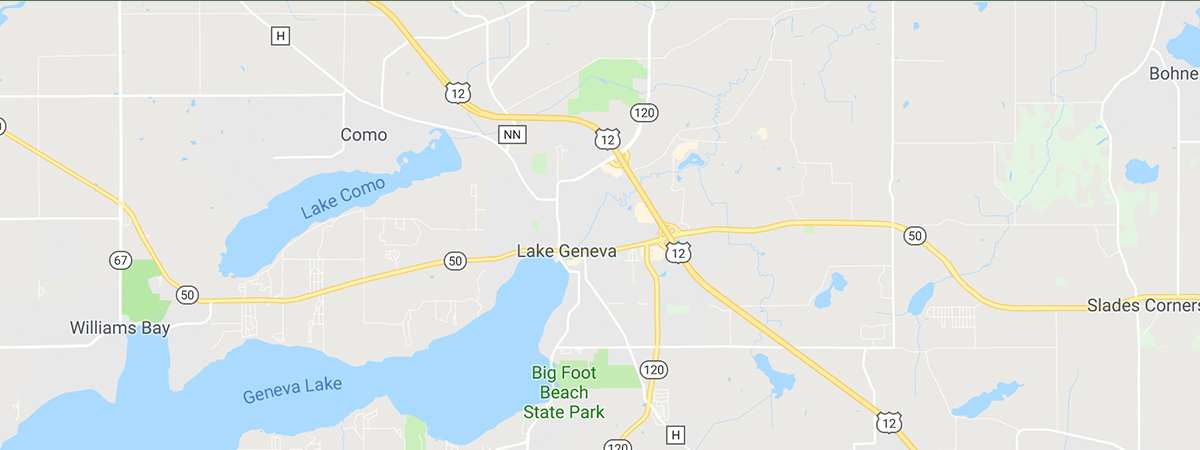 H
12
Bohne
120
NN
12
Como
Lake Como
50
67
Lake Geneva
50
12
50
Williams Bay
Slades Corners
Geneva Lake
Big Foot
Beach
State Park
120
12
H
120